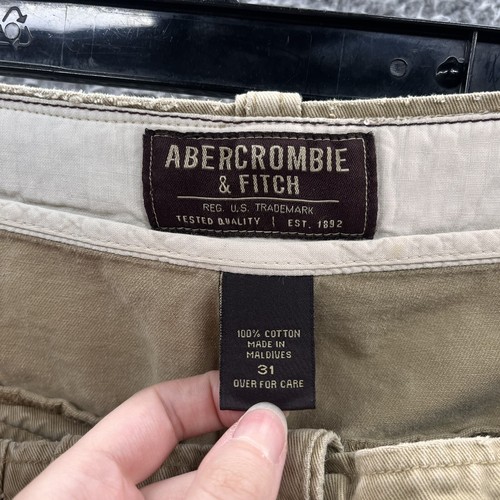 ABERCROMBIE
& FITCH
REG. U.S. TRADEMARK
TESTED QUALITY | EST. 1892
100% COTTON
MADE IN
MALDIVES
31
OVER FOR CARE